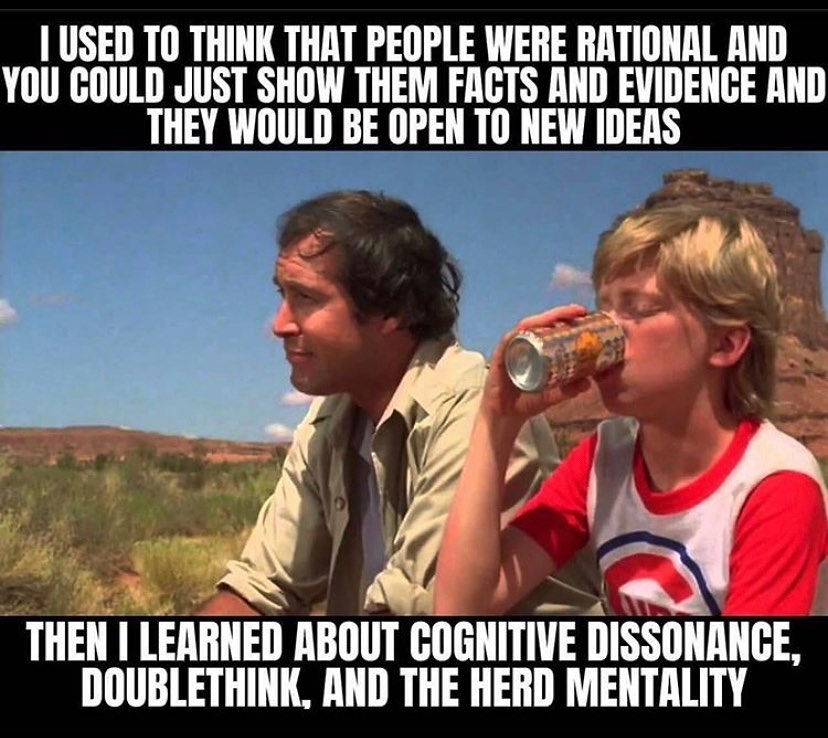 I USED TO THINK THAT PEOPLE WERE RATIONAL AND
YOU COULD JUST SHOW THEM FACTS AND EVIDENCE AND
THEY WOULD BE OPEN TO NEW IDEAS
THEN I LEARNED ABOUT COGNITIVE DISSONANCE,
DOUBLETHINK, AND THE HERD MENTALITY